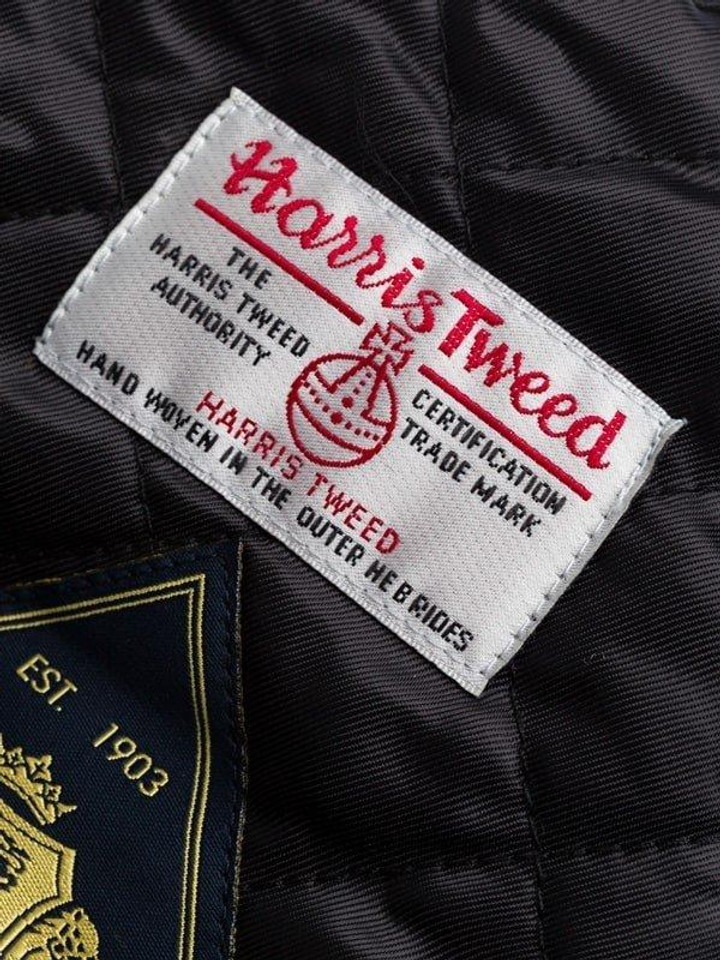 Harris Tweed
THE
HARRIS TWEED
AUTHORITY
CERTIFICATION
TRADE MARK
HARRIS TWEED
HAND WOVEN IN THE OUTER HEBRIDES
EST. 1903